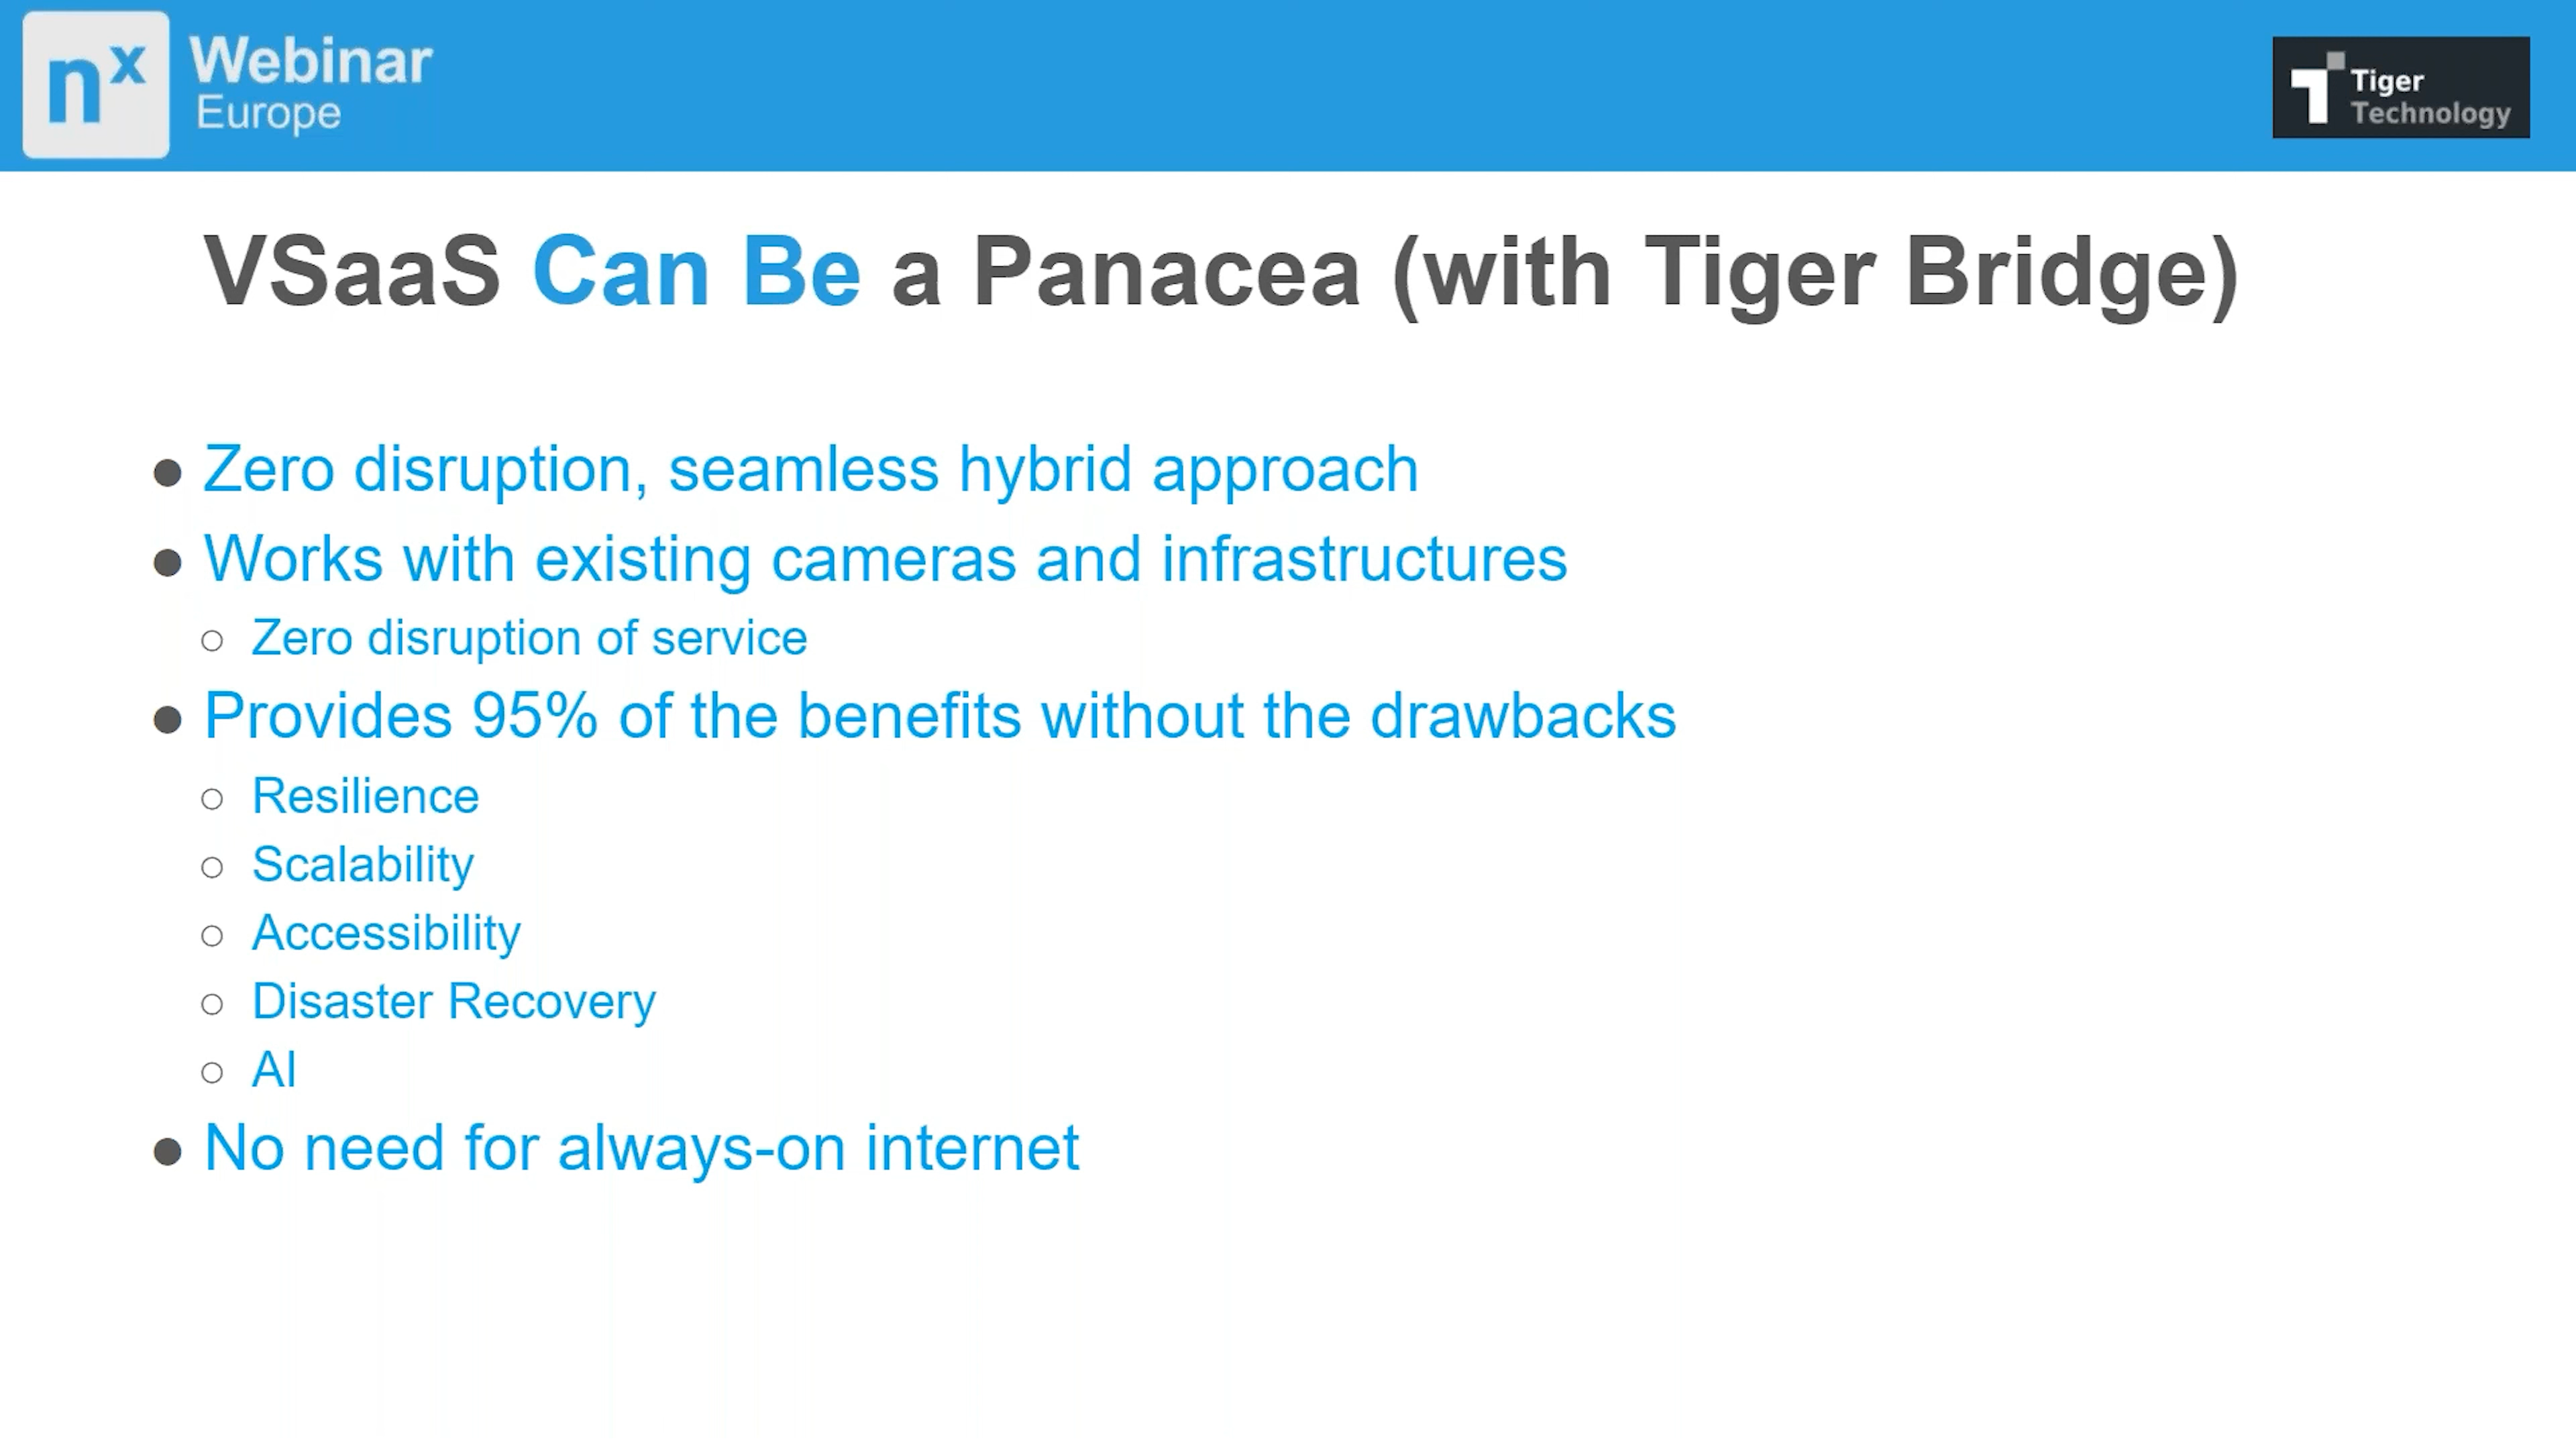 nx Webinar
Europe
Tiger
Technology
VSaaS Can Be a Panacea (with Tiger Bridge)
● Zero disruption, seamless hybrid approach
● Works with existing cameras and infrastructures
○ Zero disruption of service
● Provides 95% of the benefits without the drawbacks
○ Resilience
○ Scalability
○ Accessibility
○ Disaster Recovery
○ AI
● No need for always-on internet